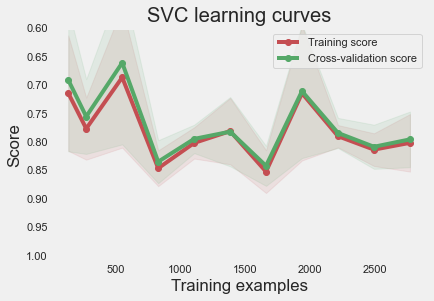 SVC learning curves
Training score
Cross-validation score
Score
0.60
0.65
0.70
0.75
0.80
0.85
0.90
0.95
1.00
500 1000 1500 2000 2500
Training examples